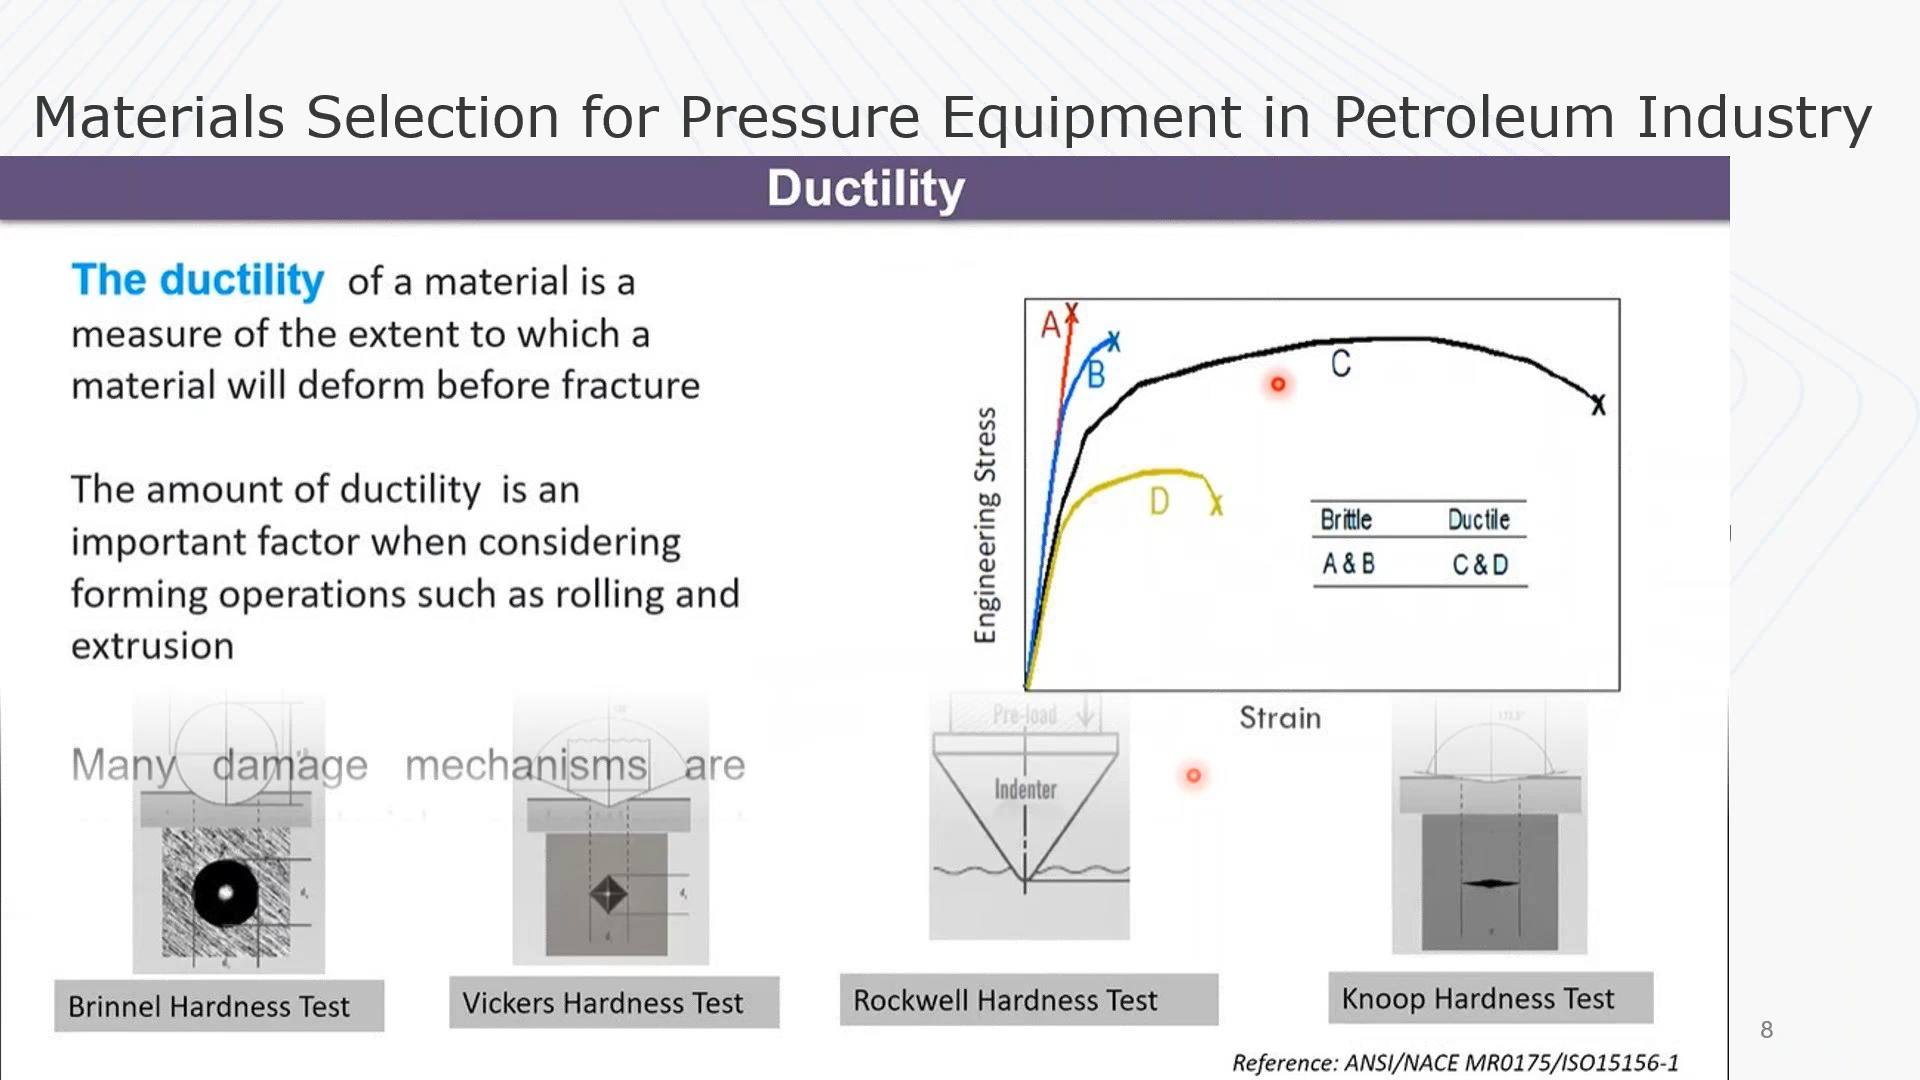 Materials Selection for Pressure Equipment in Petroleum Industry
Ductility
The ductility of a material is a
measure of the extent to which a
material will deform before fracture
The amount of ductility is an
important factor when considering
forming operations such as rolling and
extrusion
Many damage mechanisms are
Engineering Stress
A
B
C
D
Brittle Ductile
A & B C & D
Strain
Pre-load
Indenter
Brinnel Hardness Test
Vickers Hardness Test
Rockwell Hardness Test
Knoop Hardness Test
Reference: ANSI/NACE MR0175/ISO15156-1
8